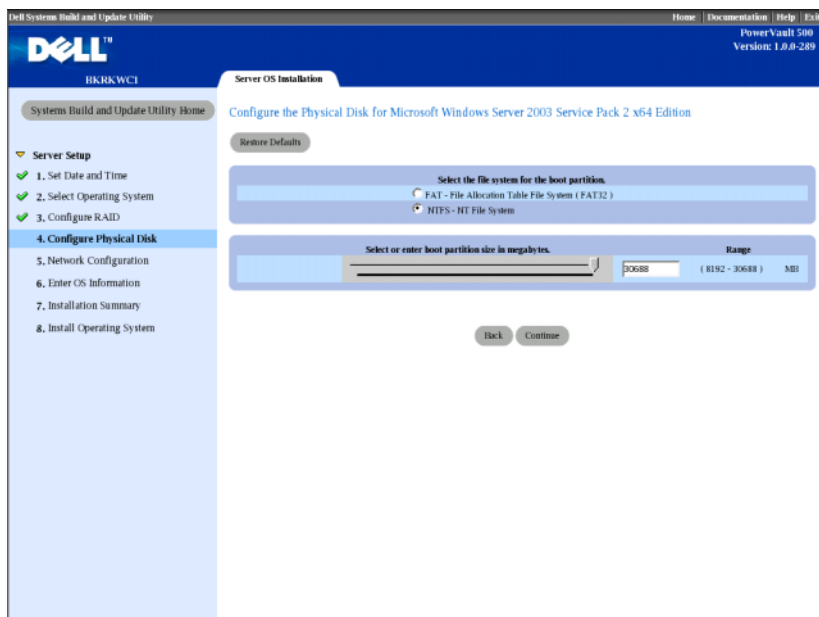 Dell Systems Build and Update Utility
Home Documentation Help Exit
DELL™
PowerVault 500
Version: 1.0.0-289
BKRKWC1
Server OS Installation
Systems Build and Update Utility Home
Configure the Physical Disk for Microsoft Windows Server 2003 Service Pack 2 x64 Edition
Restore Defaults
Server Setup
1. Set Date and Time
2. Select Operating System
3. Configure RAID
4. Configure Physical Disk
5. Network Configuration
6. Enter OS Information
7. Installation Summary
8. Install Operating System
Select the file system for the boot partition.
FAT - File Allocation Table File System ( FAT32 )
NTFS - NT File System
Select or enter boot partition size in megabytes.
Range
30688
( 8192 - 30688 )
MB
Back
Continue